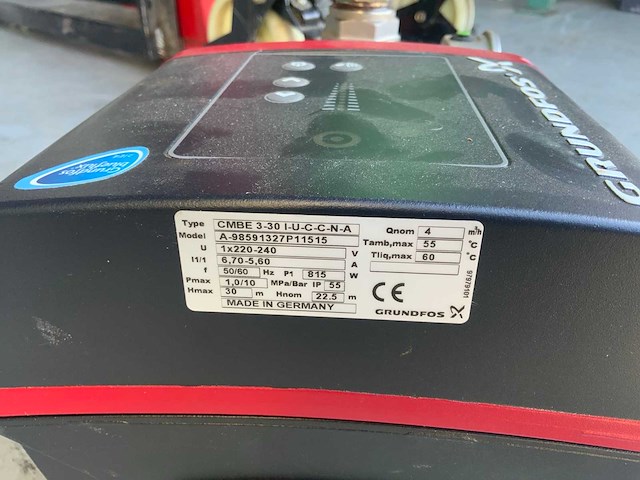 GRUNDFOS
Grundfos
blueflux
Type CMBE 3-30 I-U-C-C-N-A
Model A-98591327P11515
U 1x220-240 V
I1/1 6,70-5,60 A
f 50/60 Hz P1 815 W
Pmax 1,0/10 MPa/Bar IP 55
Hmax 30 m Hnom 22.5 m
MADE IN GERMANY
Qnom 4 m³/h
Tamb,max 55 °C
Tliq,max 60 °C
CE
GRUNDFOS
97979101